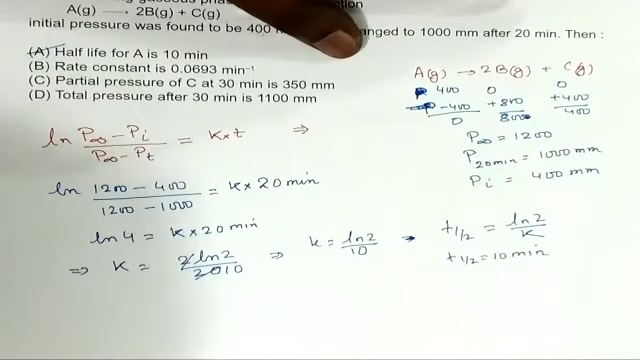 A(g) ⟶ 2B(g) + C(g)
initial pressure was found to be 400 anged to 1000 mm after 20 min. Then :
(A) Half life for A is 10 min
(B) Rate constant is 0.0693 min⁻¹
(C) Partial pressure of C at 30 min is 350 mm
(D) Total pressure after 30 min is 1100 mm
A(g) → 2B(g) + C(g)
400 0 0
-400 +800 +400
0 800 400
P∞ = 1200
P20min = 1000 mm
Pi = 400 mm
ln (P∞ - Pi)/(P∞ - Pt) = K×t ⇒
ln (1200 - 400)/(1200 - 1000) = K × 20 min
ln 4 = K × 20 min
⇒ K = 2 ln2/20 10 ⇒ k = ln2/10
t1/2 = ln2/K
t1/2 = 10 min